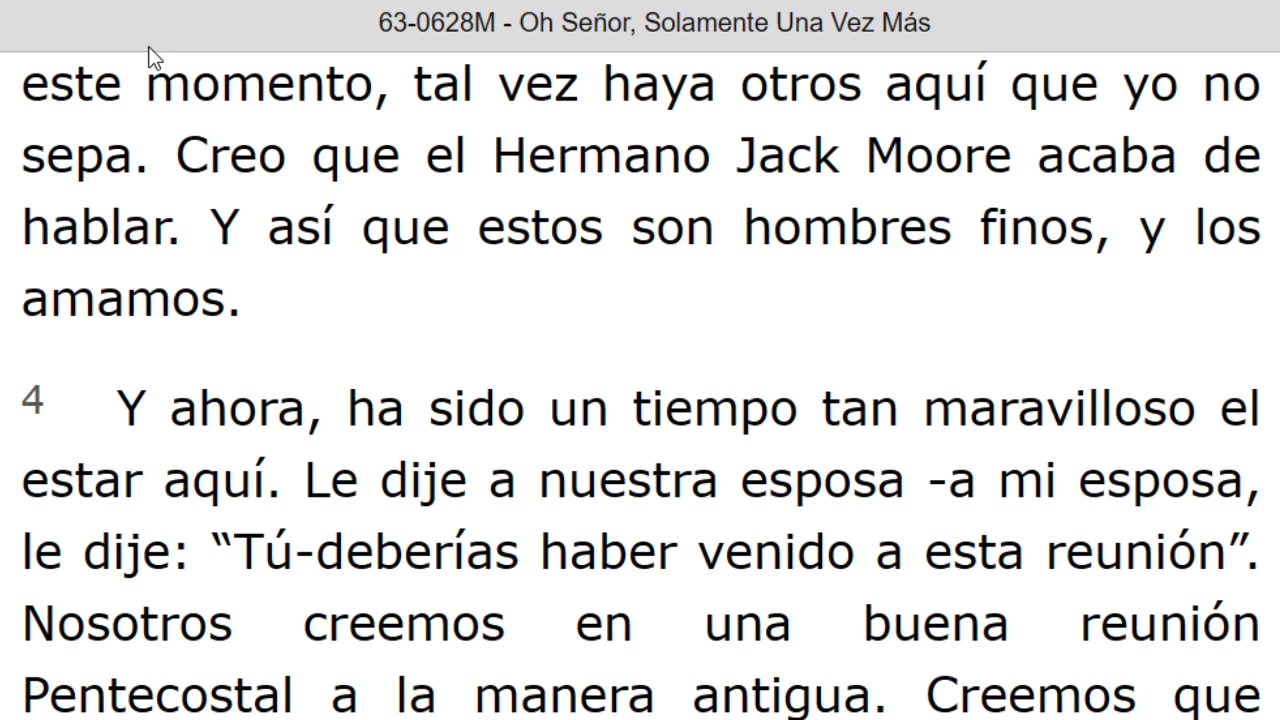 63-0628M - Oh Señor, Solamente Una Vez Más
este momento, tal vez haya otros aquí que yo no
sepa. Creo que el Hermano Jack Moore acaba de
hablar. Y así que estos son hombres finos, y los
amamos.
4 Y ahora, ha sido un tiempo tan maravilloso el
estar aquí. Le dije a nuestra esposa -a mi esposa,
le dije: “Tú-deberías haber venido a esta reunión”.
Nosotros creemos en una buena reunión
Pentecostal a la manera antigua. Creemos que